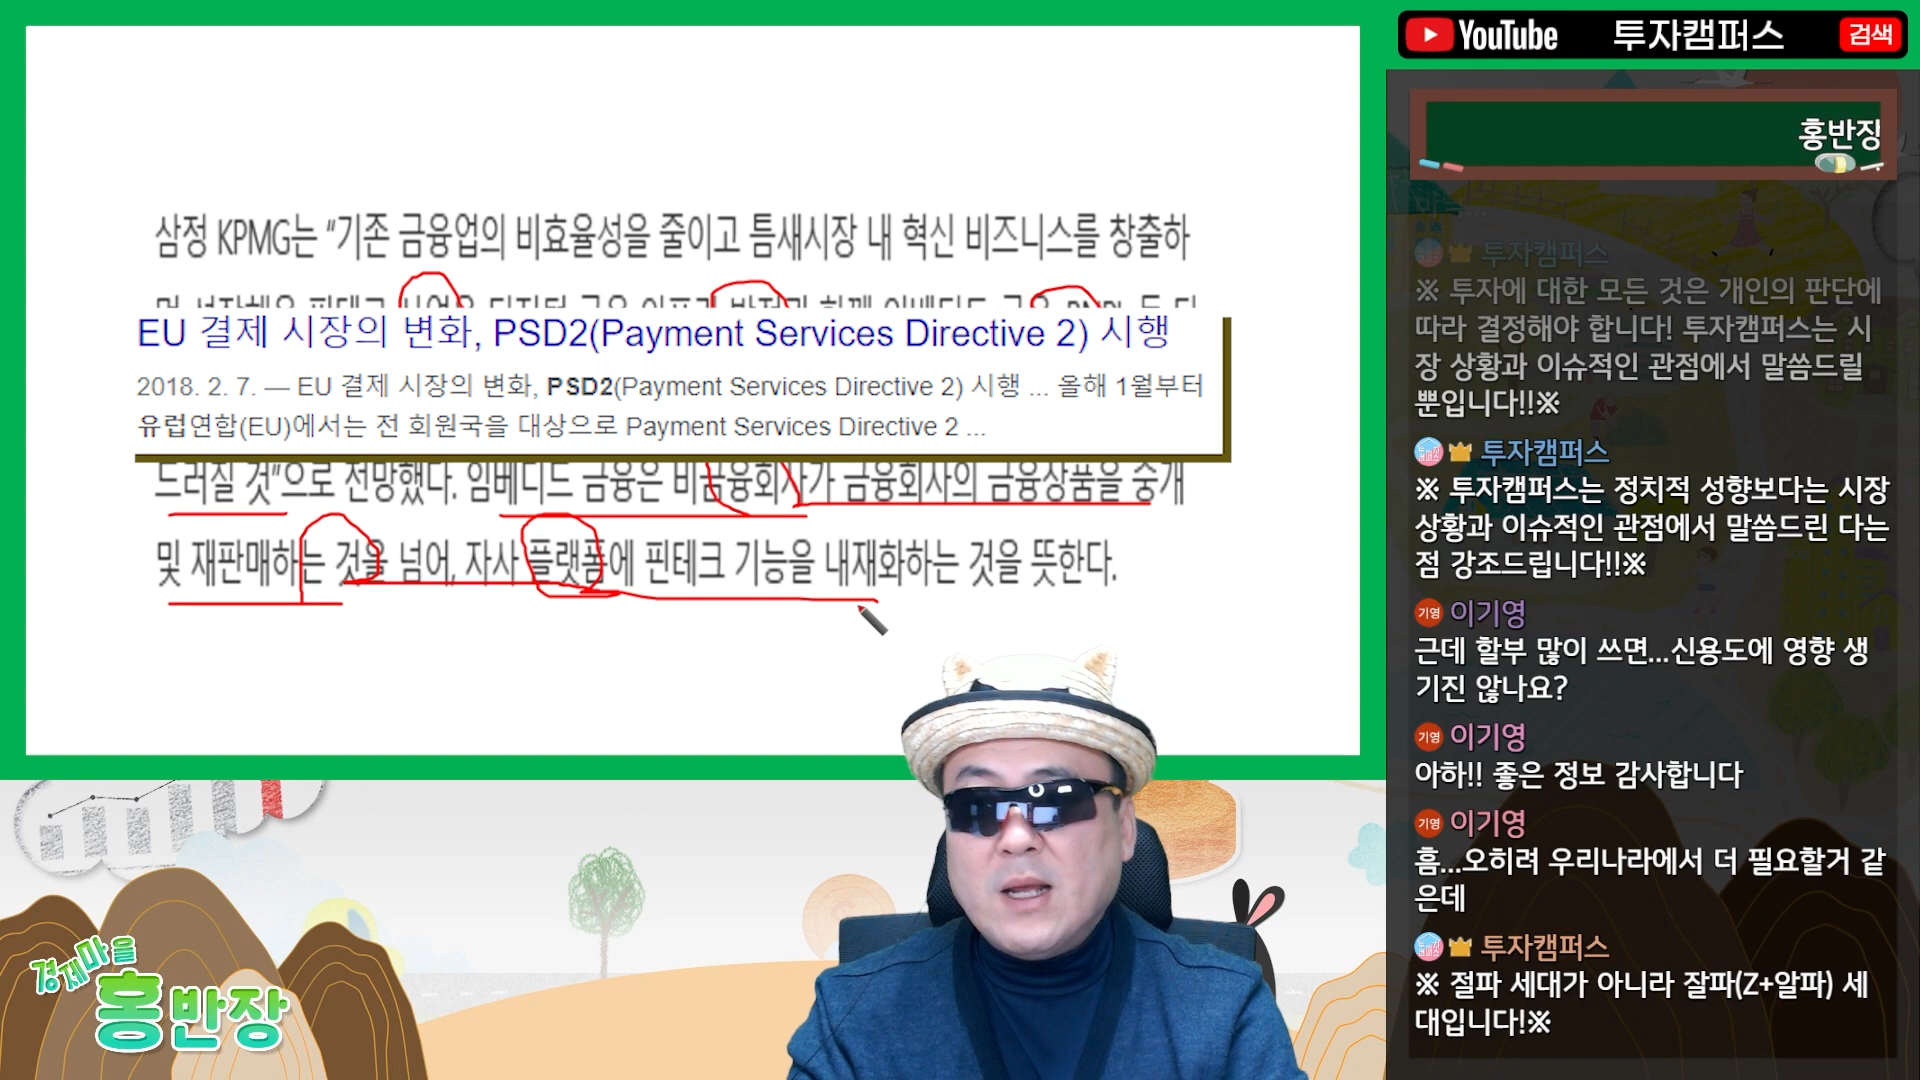 YouTube 투자캠퍼스 검색
홍반장
삼정 KPMG는 “기존 금융업의 비효율성을 줄이고 틈새시장 내 혁신 비즈니스를 창출하
EU 결제 시장의 변화, PSD2(Payment Services Directive 2) 시행
2018. 2. 7. — EU 결제 시장의 변화, PSD2(Payment Services Directive 2) 시행 ... 올해 1월부터
유럽연합(EU)에서는 전 회원국을 대상으로 Payment Services Directive 2 ...
드러질 것”으로 전망했다. 임베디드 금융은 비금융회사가 금융회사의 금융상품을 중개
및 재판매하는 것을 넘어, 자사 플랫폼에 핀테크 기능을 내재화하는 것을 뜻한다.
경제마을
홍반장
투자캠퍼스
※ 투자에 대한 모든 것은 개인의 판단에
따라 결정해야 합니다! 투자캠퍼스는 시
장 상황과 이슈적인 관점에서 말씀드릴
뿐입니다!!※
투자캠퍼스
※ 투자캠퍼스는 정치적 성향보다는 시장
상황과 이슈적인 관점에서 말씀드린 다는
점 강조드립니다!!※
기영 이기영
근데 할부 많이 쓰면...신용도에 영향 생
기진 않나요?
기영 이기영
아하!! 좋은 정보 감사합니다
기영 이기영
흠...오히려 우리나라에서 더 필요할거 같
은데
투자캠퍼스
※ 절파 세대가 아니라 잘파(Z+알파) 세
대입니다!※